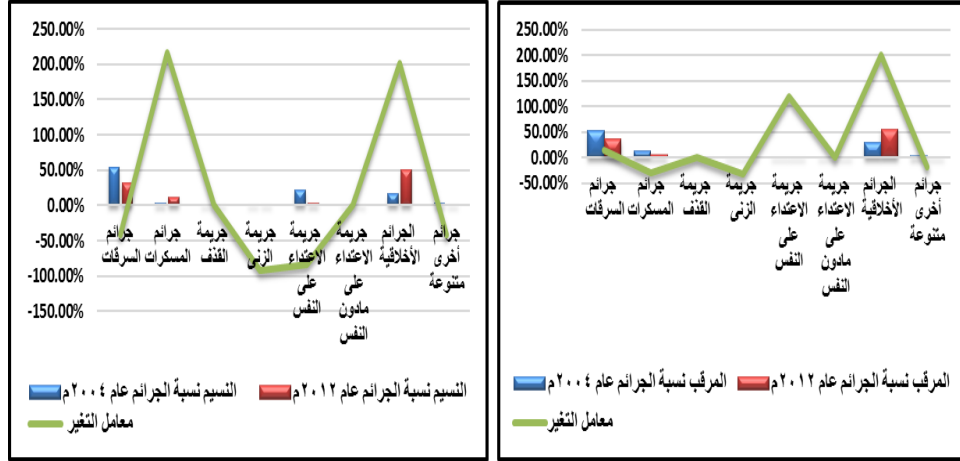 250.00%
200.00%
150.00%
100.00%
50.00%
0.00%
-50.00%
-100.00%
-150.00%
جرائم السرقات
جرائم المسكرات
جريمة القذف
جريمة الزنى
جريمة الاعتداء على النفس
جريمة الاعتداء على مادون النفس
الجرائم الأخلاقية
جرائم أخرى متنوعة
النسيم نسبة الجرائم عام ٢٠٠٤م
النسيم نسبة الجرائم عام ٢٠١٢م
معامل التغير
250.00%
200.00%
150.00%
100.00%
50.00%
0.00%
-50.00%
جرائم السرقات
جرائم المسكرات
جريمة القذف
جريمة الزنى
جريمة الاعتداء على النفس
جريمة الاعتداء على مادون النفس
الجرائم الأخلاقية
جرائم أخرى متنوعة
المرقب نسبة الجرائم عام ٢٠٠٤م
المرقب نسبة الجرائم عام ٢٠١٢م
معامل التغير